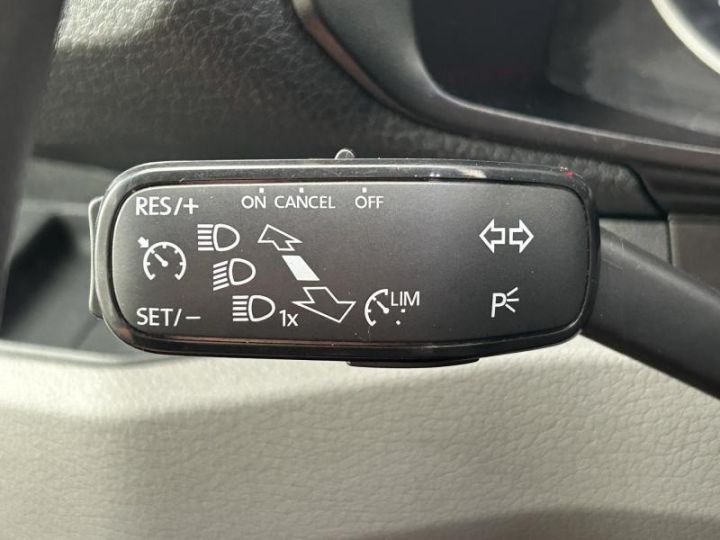 RES/+ ON CANCEL OFF
SET/- 1x LIM P